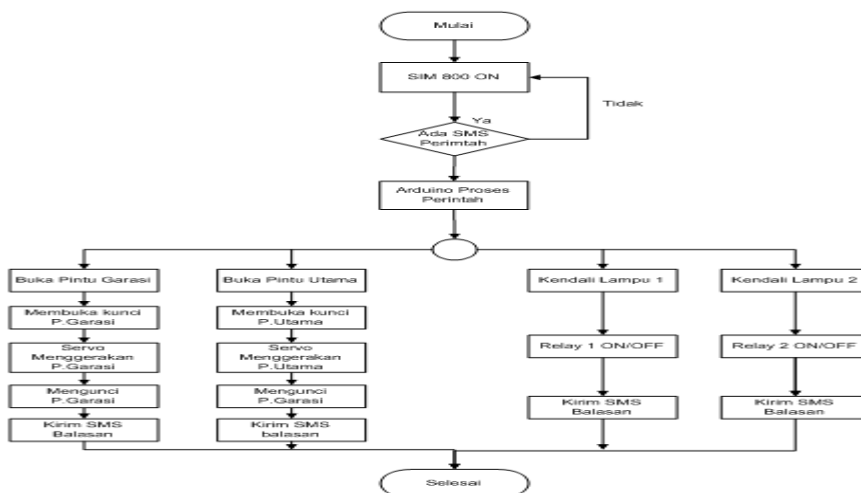 Mulai
SIM 800 ON
Tidak
Ya
Ada SMS
Perimtah
Arduino Proses
Perintah
Buka Pintu Garasi
Buka Pintu Utama
Kendali Lampu 1
Kendali Lampu 2
Membuka kunci
P.Garasi
Membuka kunci
P.Utama
Servo
Menggerakan
P.Garasi
Servo
Menggerakan
P.Utama
Relay 1 ON/OFF
Relay 2 ON/OFF
Mengunci
P.Garasi
Mengunci
P.Garasi
Kirim SMS
Balasan
Kirim SMS
balasan
Kirim SMS
Balasan
Kirim SMS
Balasan
Selesai